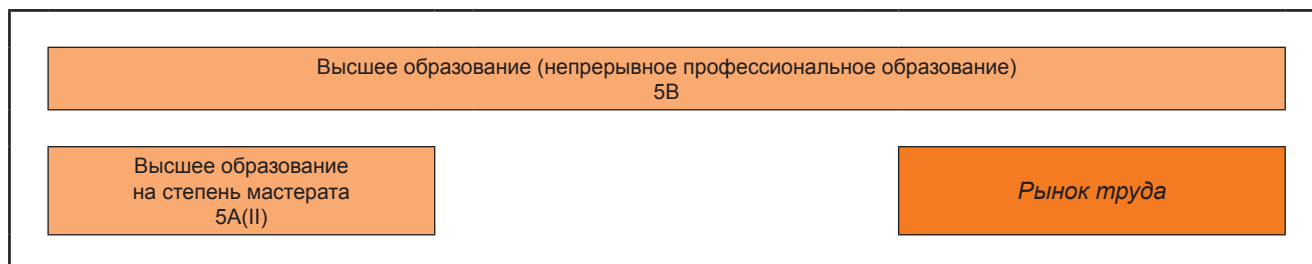 Высшее образование (непрерывное профессиональное образование)
5B
Высшее образование
на степень мастерата
5A(II)
Рынок труда